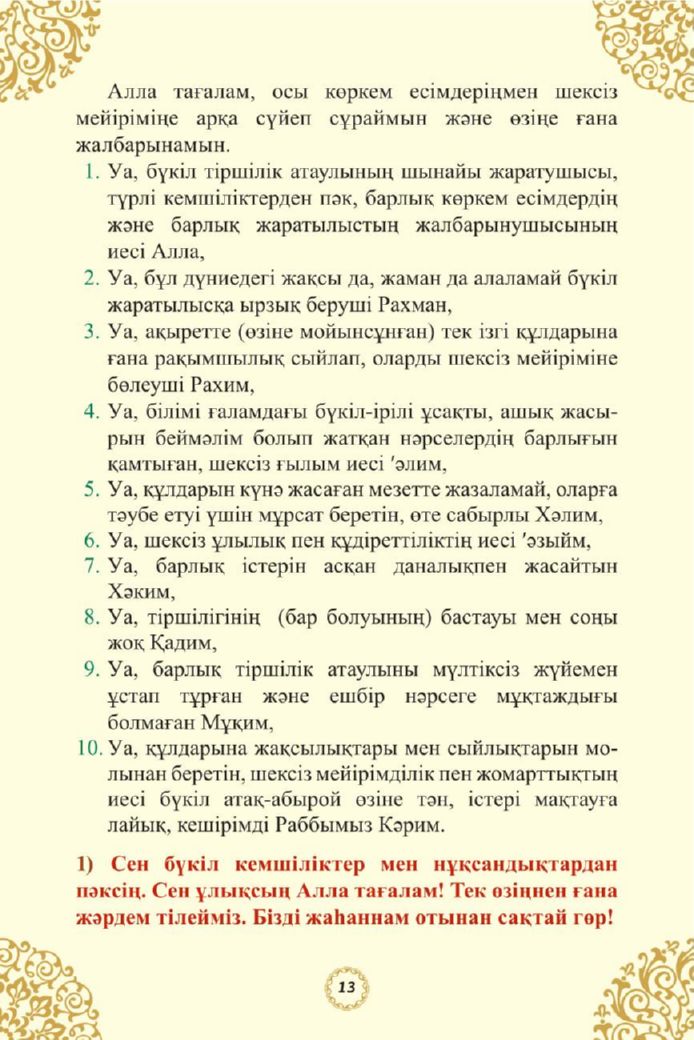 Алла тағалам, осы көркем есімдеріңмен шексіз
мейіріміңе арқа сүйеп сұраймын және өзіңе ғана
жалбарынамын.
1. Уа, бүкіл тіршілік атаулының шынайы жаратушысы,
түрлі кемшіліктерден пәк, барлық көркем есімдердің
және барлық жаратылыстың жалбарынушысының
иесі Алла,
2. Уа, бұл дүниедегі жақсы да, жаман да алаламай бүкіл
жаратылысқа ырзық беруші Рахман,
3. Уа, ақыретте (өзіне мойынсұнған) тек ізгі құлдарына
ғана рақымшылық сыйлап, оларды шексіз мейіріміне
бөлеуші Рахим,
4. Уа, білімі ғаламдағы бүкіл-ірілі ұсақты, ашық жасы-
рын беймәлім болып жатқан нәрселердің барлығын
қамтыған, шексіз ғылым иесі ′әлим,
5. Уа, құлдарын күнә жасаған мезетте жазаламай, оларға
тәубе етуі үшін мұрсат беретін, өте сабырлы Хәлим,
6. Уа, шексіз ұлылық пен құдіреттіліктің иесі ′әзыйм,
7. Уа, барлық істерін асқан даналықпен жасайтын
Хәким,
8. Уа, тіршілігінің (бар болуының) бастауы мен соңы
жоқ Қадим,
9. Уа, барлық тіршілік атаулыны мүлтіксіз жүйемен
ұстап тұрған және ешбір нәрсеге мұқтаждығы
болмаған Мұқим,
10. Уа, құлдарына жақсылықтары мен сыйлықтарын мо-
лынан беретін, шексіз мейірімділік пен жомарттықтың
иесі бүкіл атақ-абырой өзіне тән, істері мақтауға
лайық, кешірімді Раббымыз Кәрим.
1) Сен бүкіл кемшіліктер мен нұқсандықтардан
пәксің. Сен ұлықсың Алла тағалам! Тек өзіңнен ғана
жәрдем тілейміз. Бізді жаһаннам отынан сақтай гөр!
13